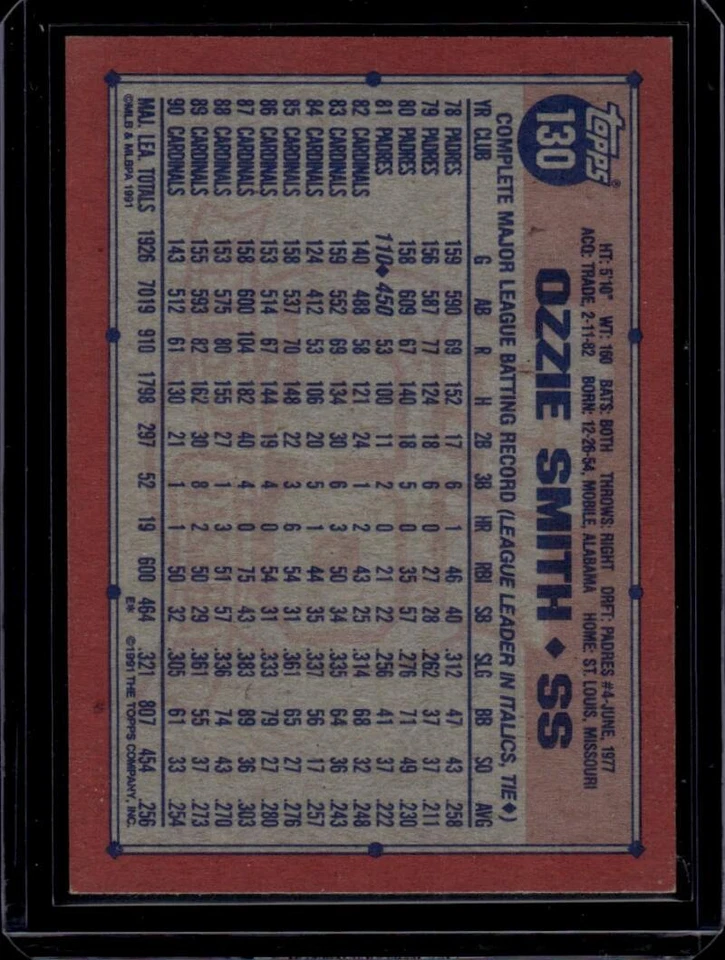 topps®
130
HT: 5'10" WT: 160 BATS: BOTH THROWS: RIGHT DRFT: PADRES #4-JUNE, 1977
ACQ: TRADE, 2-11-82 BORN: 12-26-54, MOBILE, ALABAMA HOME: ST. LOUIS, MISSOURI
OZZIE SMITH ♦ SS
COMPLETE MAJOR LEAGUE BATTING RECORD (LEAGUE LEADER IN ITALICS, TIE♦)
YR CLUB G AB R H 2B 3B HR RBI SB SLG BB SO AVG
78 PADRES 159 590 69 152 17 6 1 46 40 .312 47 43 .258
79 PADRES 156 587 77 124 18 6 0 27 28 .262 37 37 .211
80 PADRES 158 609 67 140 18 5 0 35 57 .276 71 49 .230
81 PADRES 110♦ 450 53 100 11 2 0 21 22 .256 41 37 .222
82 CARDINALS 140 488 58 121 24 1 2 43 25 .314 68 32 .248
83 CARDINALS 159 552 69 134 30 6 3 50 34 .335 64 36 .243
84 CARDINALS 124 412 53 106 20 5 1 44 35 .337 56 17 .257
85 CARDINALS 158 537 70 148 22 3 6 54 31 .361 65 27 .276
86 CARDINALS 153 514 67 144 19 4 0 54 31 .333 79 27 .280
87 CARDINALS 158 600 104 182 40 4 0 75 43 .383 89 36 .303
88 CARDINALS 153 575 80 155 27 1 3 51 57 .336 74 43 .270
89 CARDINALS 155 593 82 162 30 8 2 50 29 .361 55 37 .273
90 CARDINALS 143 512 61 130 21 1 1 50 32 .305 61 33 .254
MAJ. LEA. TOTALS 1926 7019 910 1798 297 52 19 600 464 .321 807 454 .256
©MLB & MLBPA 1991 E* ©1991 THE TOPPS COMPANY, INC.